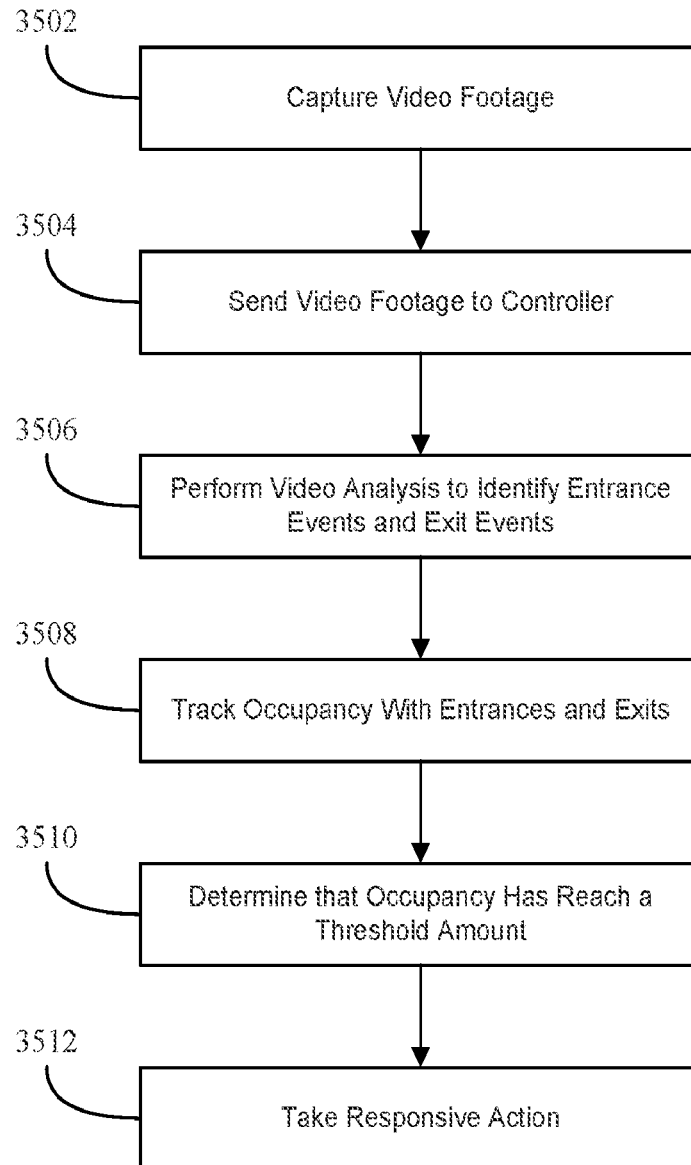 3502
Capture Video Footage
3504
Send Video Footage to Controller
3506
Perform Video Analysis to Identify Entrance
Events and Exit Events
3508
Track Occupancy With Entrances and Exits
3510
Determine that Occupancy Has Reach a
Threshold Amount
3512
Take Responsive Action